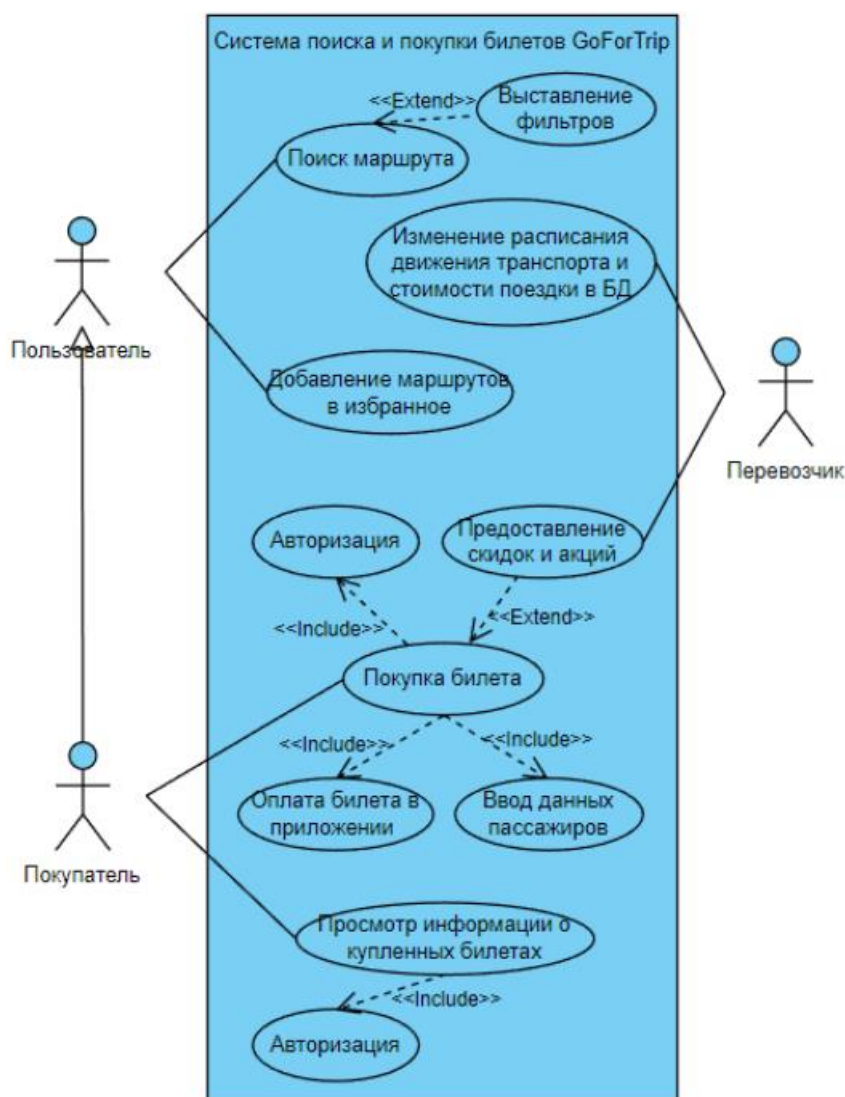 Система поиска и покупки билетов GoForTrip
<<Extend>>
Выставление
фильтров
Поиск маршрута
Изменение расписания
движения транспорта и
стоимости поездки в БД
Пользователь
Добавление маршрутов
в избранное
Перевозчик
Авторизация
Предоставление
скидок и акций
<<Include>>
<<Extend>>
Покупка билета
<<Include>>
<<Include>>
Оплата билета в
приложении
Ввод данных
пассажиров
Покупатель
Просмотр информации о
купленных билетах
<<Include>>
Авторизация